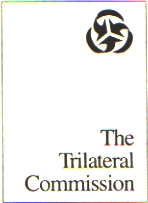 The
Trilateral
Commission